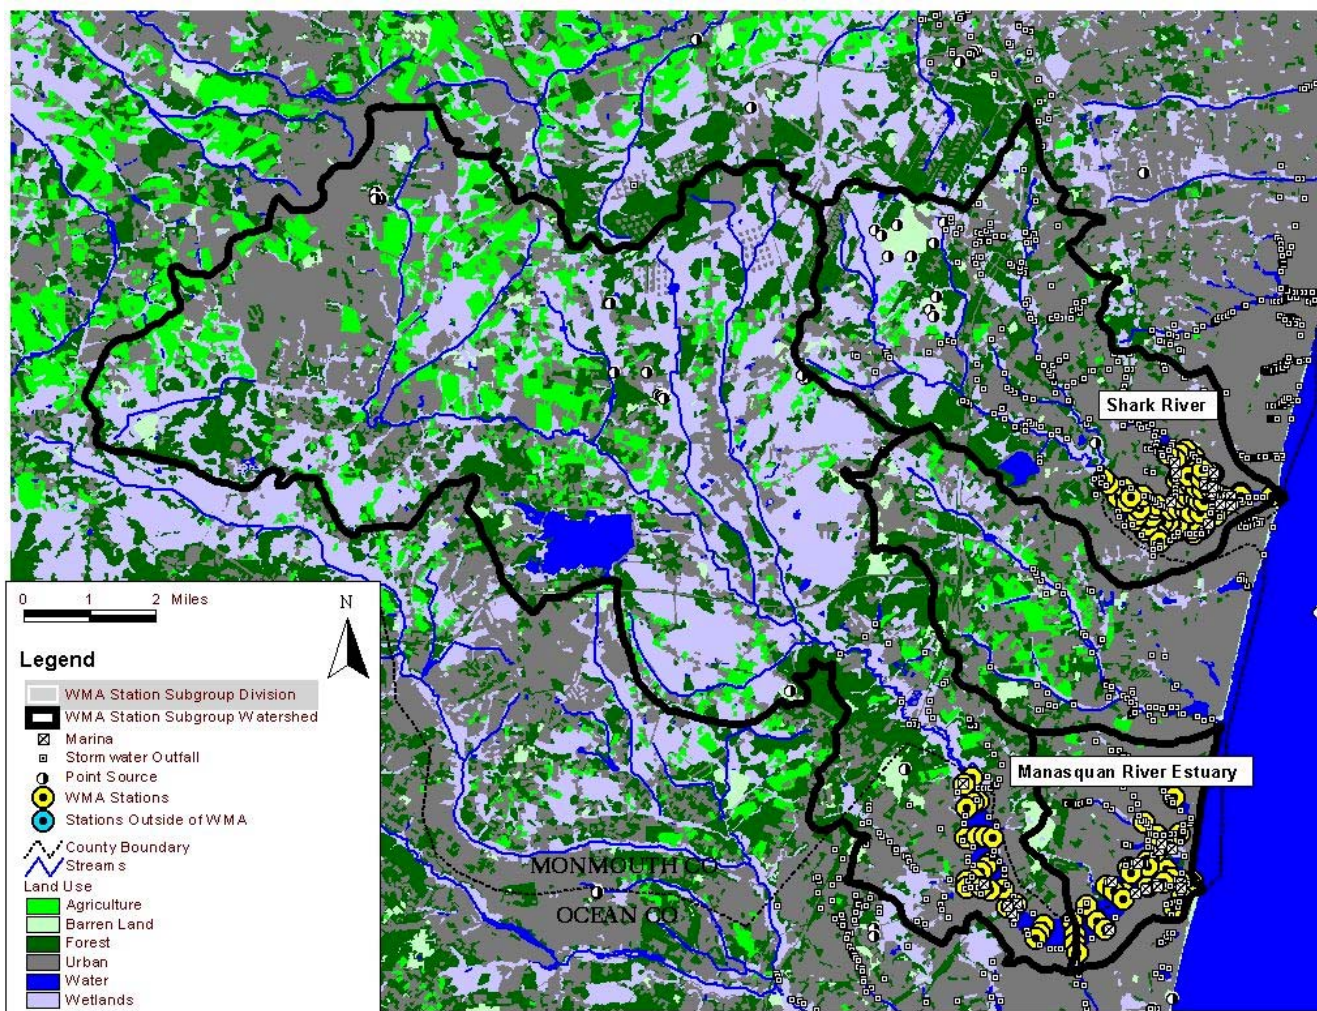 Shark River
0 1 2 Miles
N
Legend
WMA Station Subgroup Division
WMA Station Subgroup Watershed
Marina
Stormwater Outfall
Point Source
WMA Stations
Stations Outside of WMA
County Boundary
Streams
Land Use
Agriculture
Barren Land
Forest
Urban
Water
Wetlands
Manasquan River Estuary
MONMOUTH CO
OCEAN CO